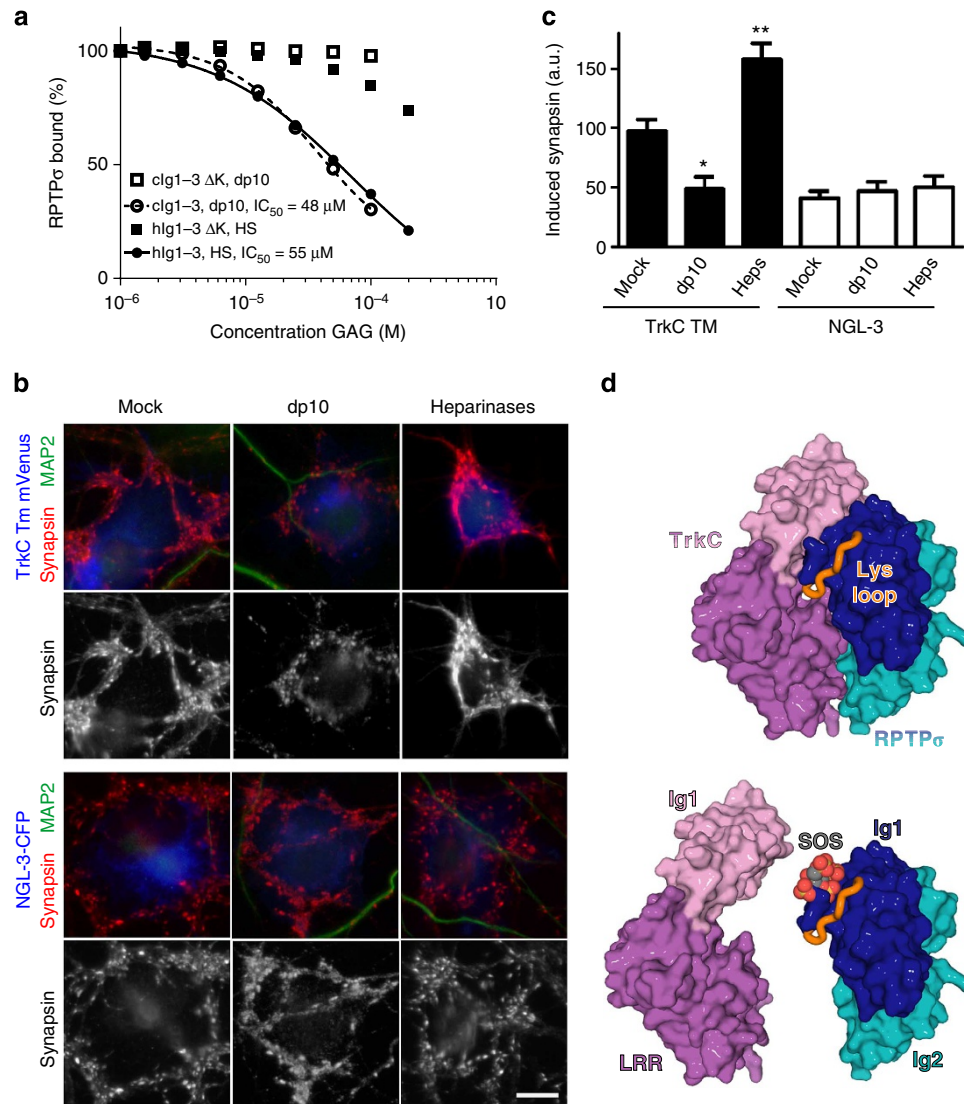 a
RPTPσ bound (%)
100
50
0
cIg1–3 ΔK, dp10
cIg1–3, dp10, IC50 = 48 μM
hIg1–3 ΔK, HS
hIg1–3, HS, IC50 = 55 μM
10–6
10–5
10–4
10
Concentration GAG (M)
c
Induced synapsin (a.u.)
150
100
50
0
*
**
Mock
dp10
Heps
Mock
dp10
Heps
TrkC TM
NGL-3
b
Mock
dp10
Heparinases
TrkC Tm mVenus
Synapsin MAP2
Synapsin
NGL-3-CFP
Synapsin MAP2
Synapsin
d
TrkC
Lys
loop
RPTPσ
Ig1
SOS
Ig1
LRR
Ig2